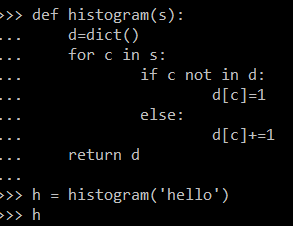 >>> def histogram(s):
...     d=dict()
...     for c in s:
...             if c not in d:
...                     d[c]=1
...             else:
...                     d[c]+=1
...     return d
...
>>> h = histogram('hello')
>>> h